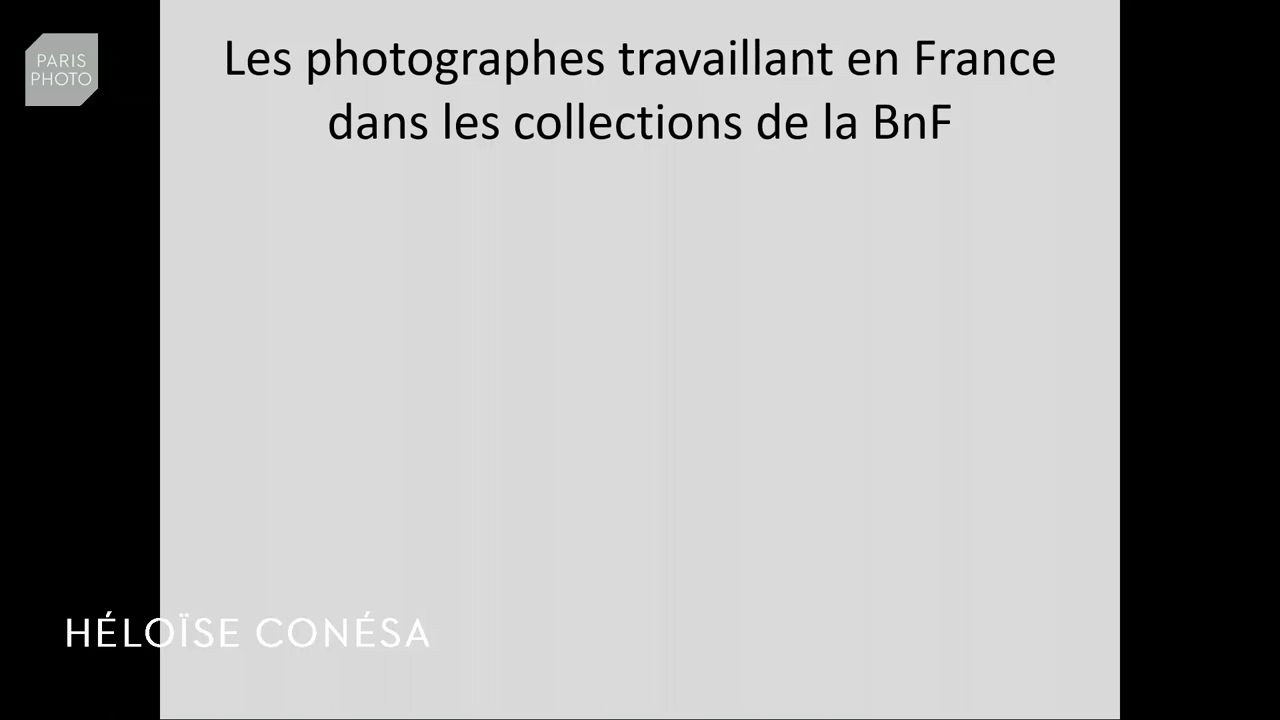 PARIS
PHOTO
Les photographes travaillant en France
dans les collections de la BnF
HÉLOÏSE CONÉSA